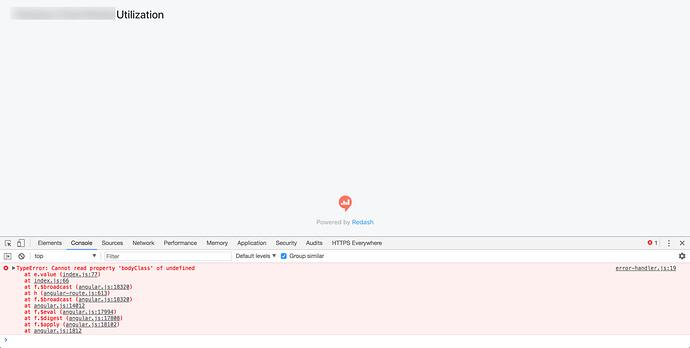 Utilization
Powered by Redash
Elements Console Sources Network Performance Memory Application Security Audits HTTPS Everywhere 1
top Filter Default levels Group similar
TypeError: Cannot read property 'bodyClass' of undefined error-handler.js:19
at e.value (index.js:77)
at index.js:66
at f.$broadcast (angular.js:18320)
at h (angular-route.js:613)
at f.$broadcast (angular.js:18320)
at angular.js:14012
at f.$eval (angular.js:17994)
at f.$digest (angular.js:17808)
at f.$apply (angular.js:18102)
at angular.js:1812